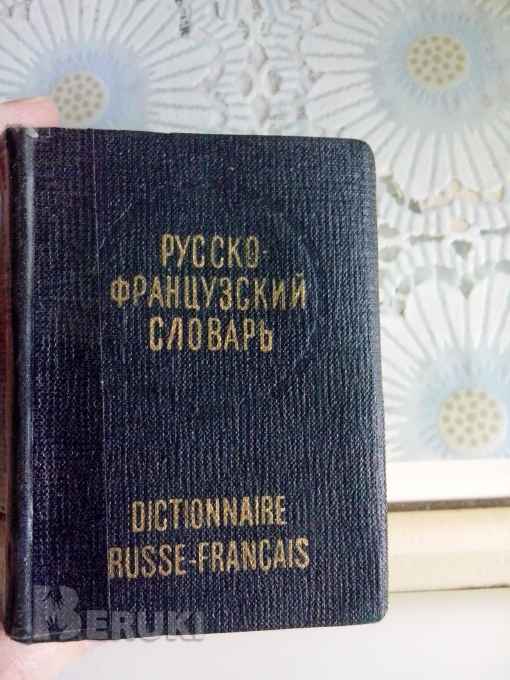 РУССКО-
ФРАНЦУЗСКИЙ
СЛОВАРЬ
DICTIONNAIRE
RUSSE-FRANÇAIS
BERUKI